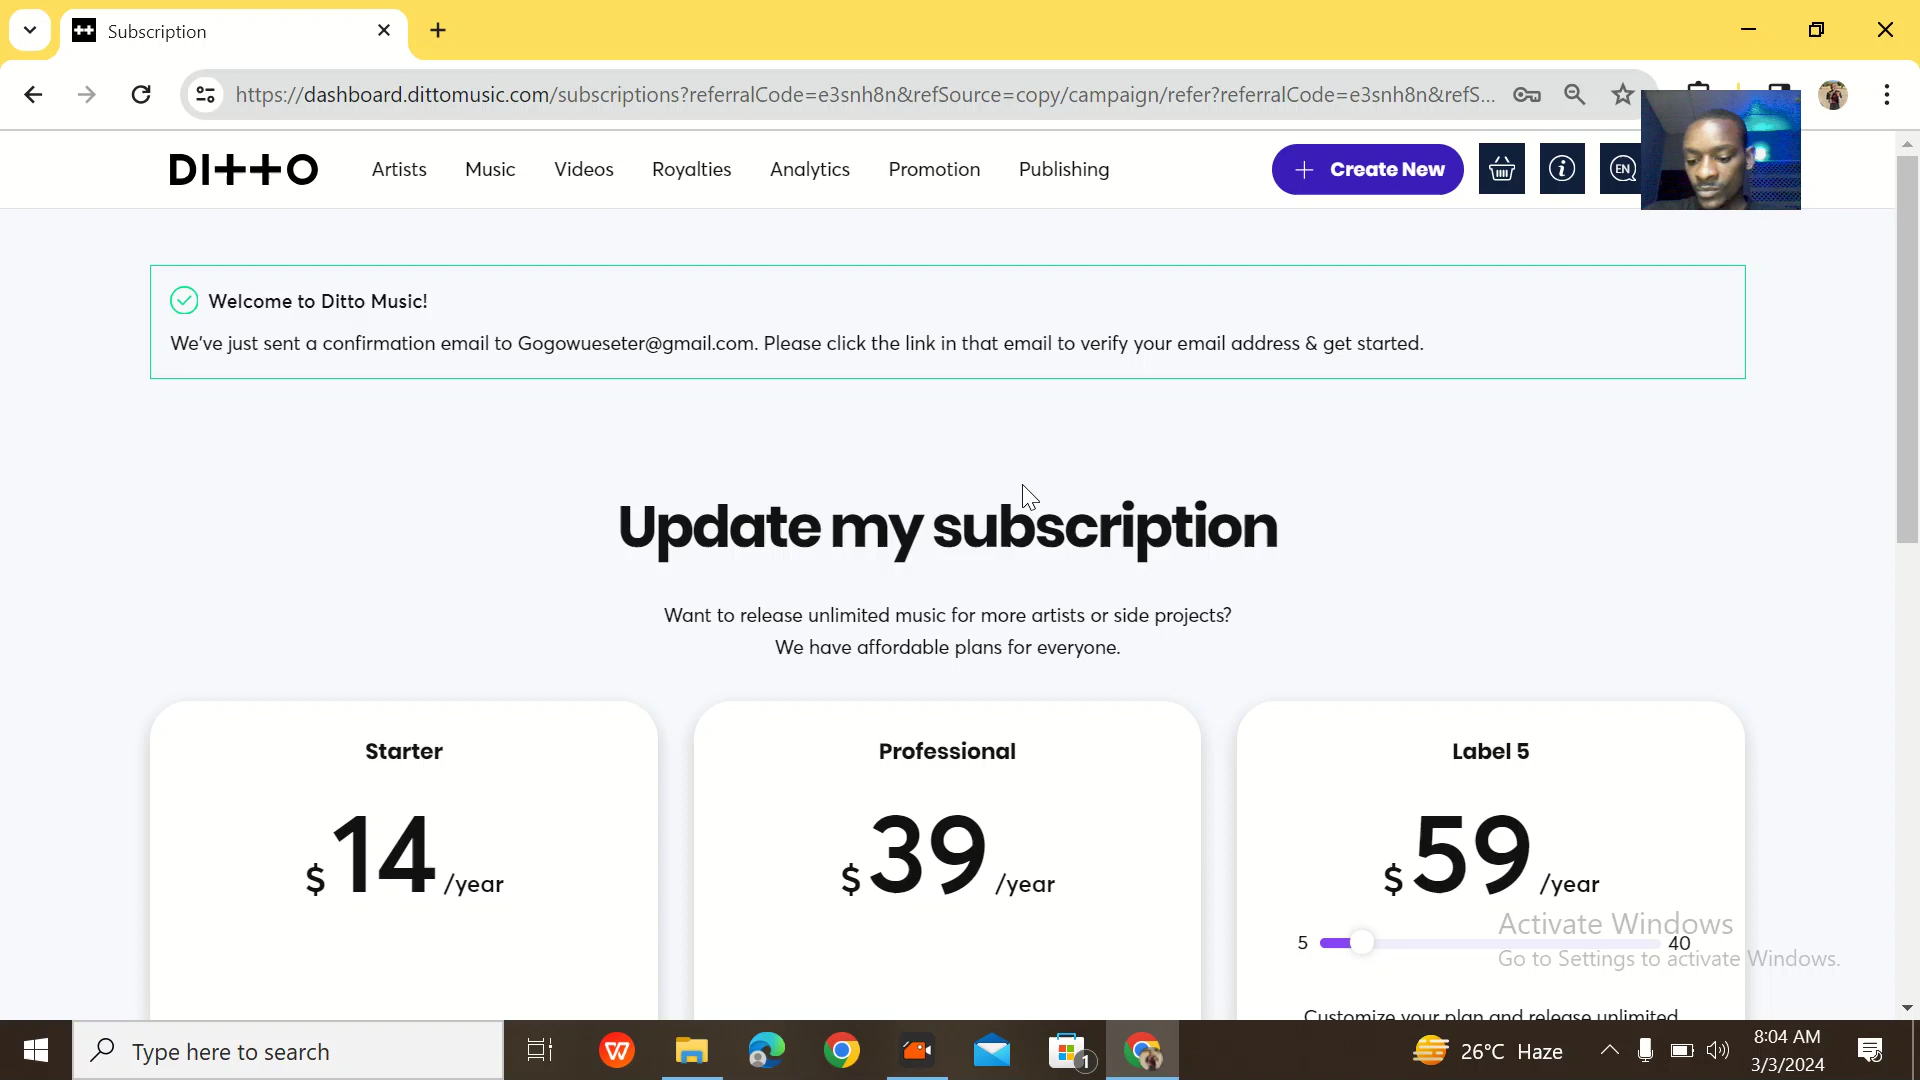 Subscription
https://dashboard.dittomusic.com/subscriptions?referralCode=e3snh8n&refSource=copy/campaign/refer?referralCode=e3snh8n&refS...
DITTO
Artists Music Videos Royalties Analytics Promotion Publishing
+ Create New
EN
Welcome to Ditto Music!
We've just sent a confirmation email to Gogowueseter@gmail.com. Please click the link in that email to verify your email address & get started.
Update my subscription
Want to release unlimited music for more artists or side projects?
We have affordable plans for everyone.
Starter
$14/year
Professional
$39/year
Label 5
$59/year
5 40
Customize your plan and release unlimited
Activate Windows
Go to Settings to activate Windows.
Type here to search
W
1
26°C Haze
8:04 AM
3/3/2024